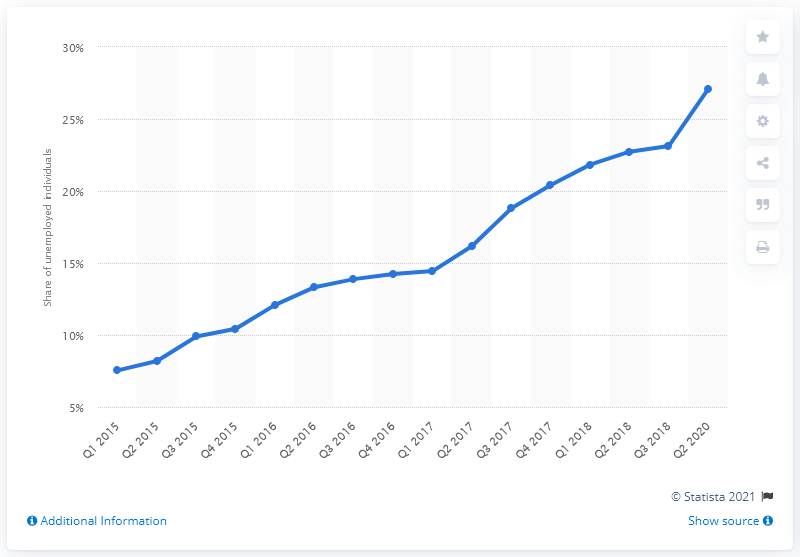 30%
25%
20%
15%
10%
5%
Share of unemployed individuals
Q1 2015
Q2 2015
Q3 2015
Q4 2015
Q1 2016
Q2 2016
Q3 2016
Q4 2016
Q1 2017
Q2 2017
Q3 2017
Q4 2017
Q1 2018
Q2 2018
Q3 2018
Q2 2020
© Statista 2021
Additional Information
Show source